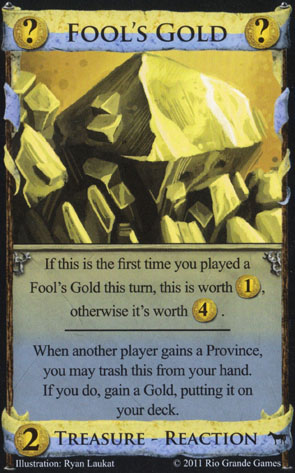 ? FOOL'S GOLD ?
If this is the first time you played a
Fool's Gold this turn, this is worth 1,
otherwise it's worth 4.
When another player gains a Province,
you may trash this from your hand.
If you do, gain a Gold, putting it on
your deck.
2 TREASURE - REACTION
Illustration: Ryan Laukat © 2011 Rio Grande Games